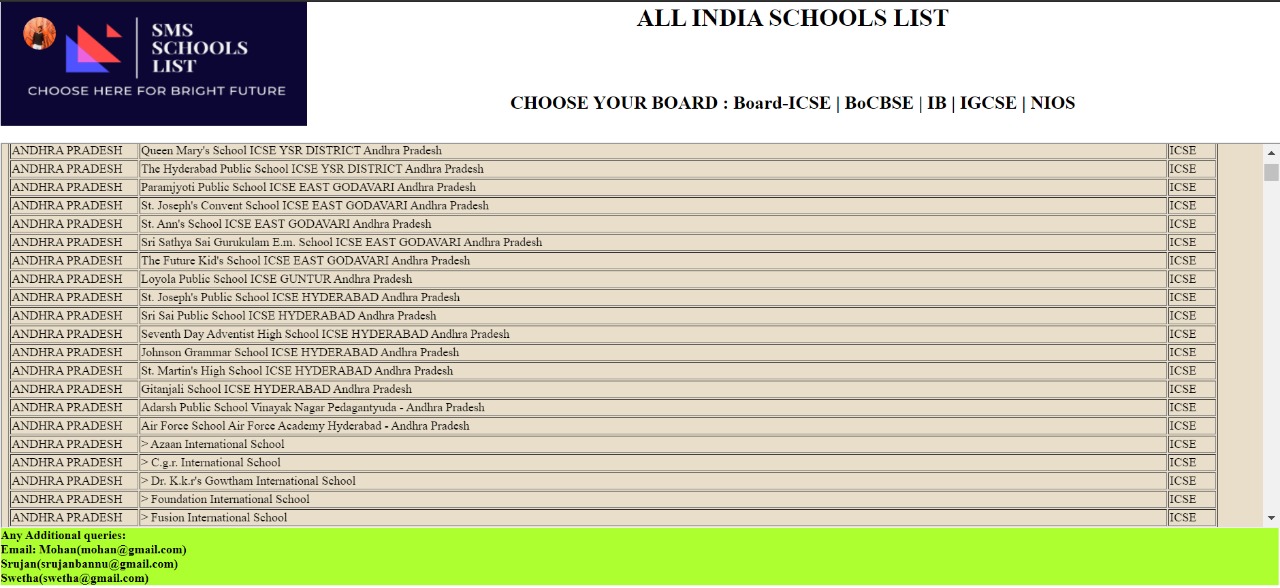 SMS
SCHOOLS
LIST
CHOOSE HERE FOR BRIGHT FUTURE
ALL INDIA SCHOOLS LIST
CHOOSE YOUR BOARD : Board-ICSE | BoCBSE | IB | IGCSE | NIOS
ANDHRA PRADESH Queen Mary's School ICSE YSR DISTRICT Andhra Pradesh ICSE
ANDHRA PRADESH The Hyderabad Public School ICSE YSR DISTRICT Andhra Pradesh ICSE
ANDHRA PRADESH Paramjyoti Public School ICSE EAST GODAVARI Andhra Pradesh ICSE
ANDHRA PRADESH St. Joseph's Convent School ICSE EAST GODAVARI Andhra Pradesh ICSE
ANDHRA PRADESH St. Ann's School ICSE EAST GODAVARI Andhra Pradesh ICSE
ANDHRA PRADESH Sri Sathya Sai Gurukulam E.m. School ICSE EAST GODAVARI Andhra Pradesh ICSE
ANDHRA PRADESH The Future Kid's School ICSE EAST GODAVARI Andhra Pradesh ICSE
ANDHRA PRADESH Loyola Public School ICSE GUNTUR Andhra Pradesh ICSE
ANDHRA PRADESH St. Joseph's Public School ICSE HYDERABAD Andhra Pradesh ICSE
ANDHRA PRADESH Sri Sai Public School ICSE HYDERABAD Andhra Pradesh ICSE
ANDHRA PRADESH Seventh Day Adventist High School ICSE HYDERABAD Andhra Pradesh ICSE
ANDHRA PRADESH Johnson Grammar School ICSE HYDERABAD Andhra Pradesh ICSE
ANDHRA PRADESH St. Martin's High School ICSE HYDERABAD Andhra Pradesh ICSE
ANDHRA PRADESH Gitanjali School ICSE HYDERABAD Andhra Pradesh ICSE
ANDHRA PRADESH Adarsh Public School Vinayak Nagar Pedagantyuda - Andhra Pradesh ICSE
ANDHRA PRADESH Air Force School Air Force Academy Hyderabad - Andhra Pradesh ICSE
ANDHRA PRADESH > Azaan International School ICSE
ANDHRA PRADESH > C.g.r. International School ICSE
ANDHRA PRADESH > Dr. K.k.r's Gowtham International School ICSE
ANDHRA PRADESH > Foundation International School ICSE
ANDHRA PRADESH > Fusion International School ICSE
Any Additional queries:
Email: Mohan(mohan@gmail.com)
Srujan(srujanbannu@gmail.com)
Swetha(swetha@gmail.com)